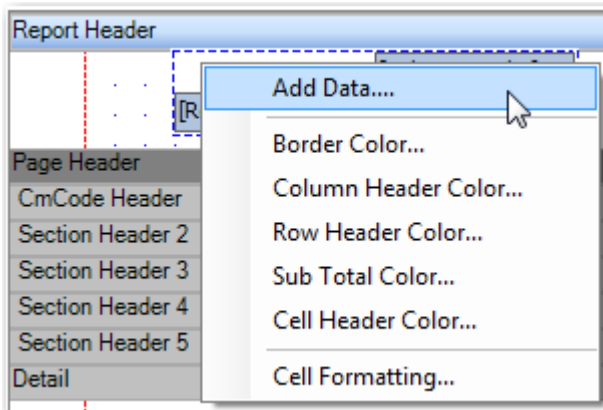 Report Header
[R
Add Data....
Border Color...
Column Header Color...
Row Header Color...
Sub Total Color...
Cell Header Color...
Cell Formatting...
Page Header
CmCode Header
Section Header 2
Section Header 3
Section Header 4
Section Header 5
Detail